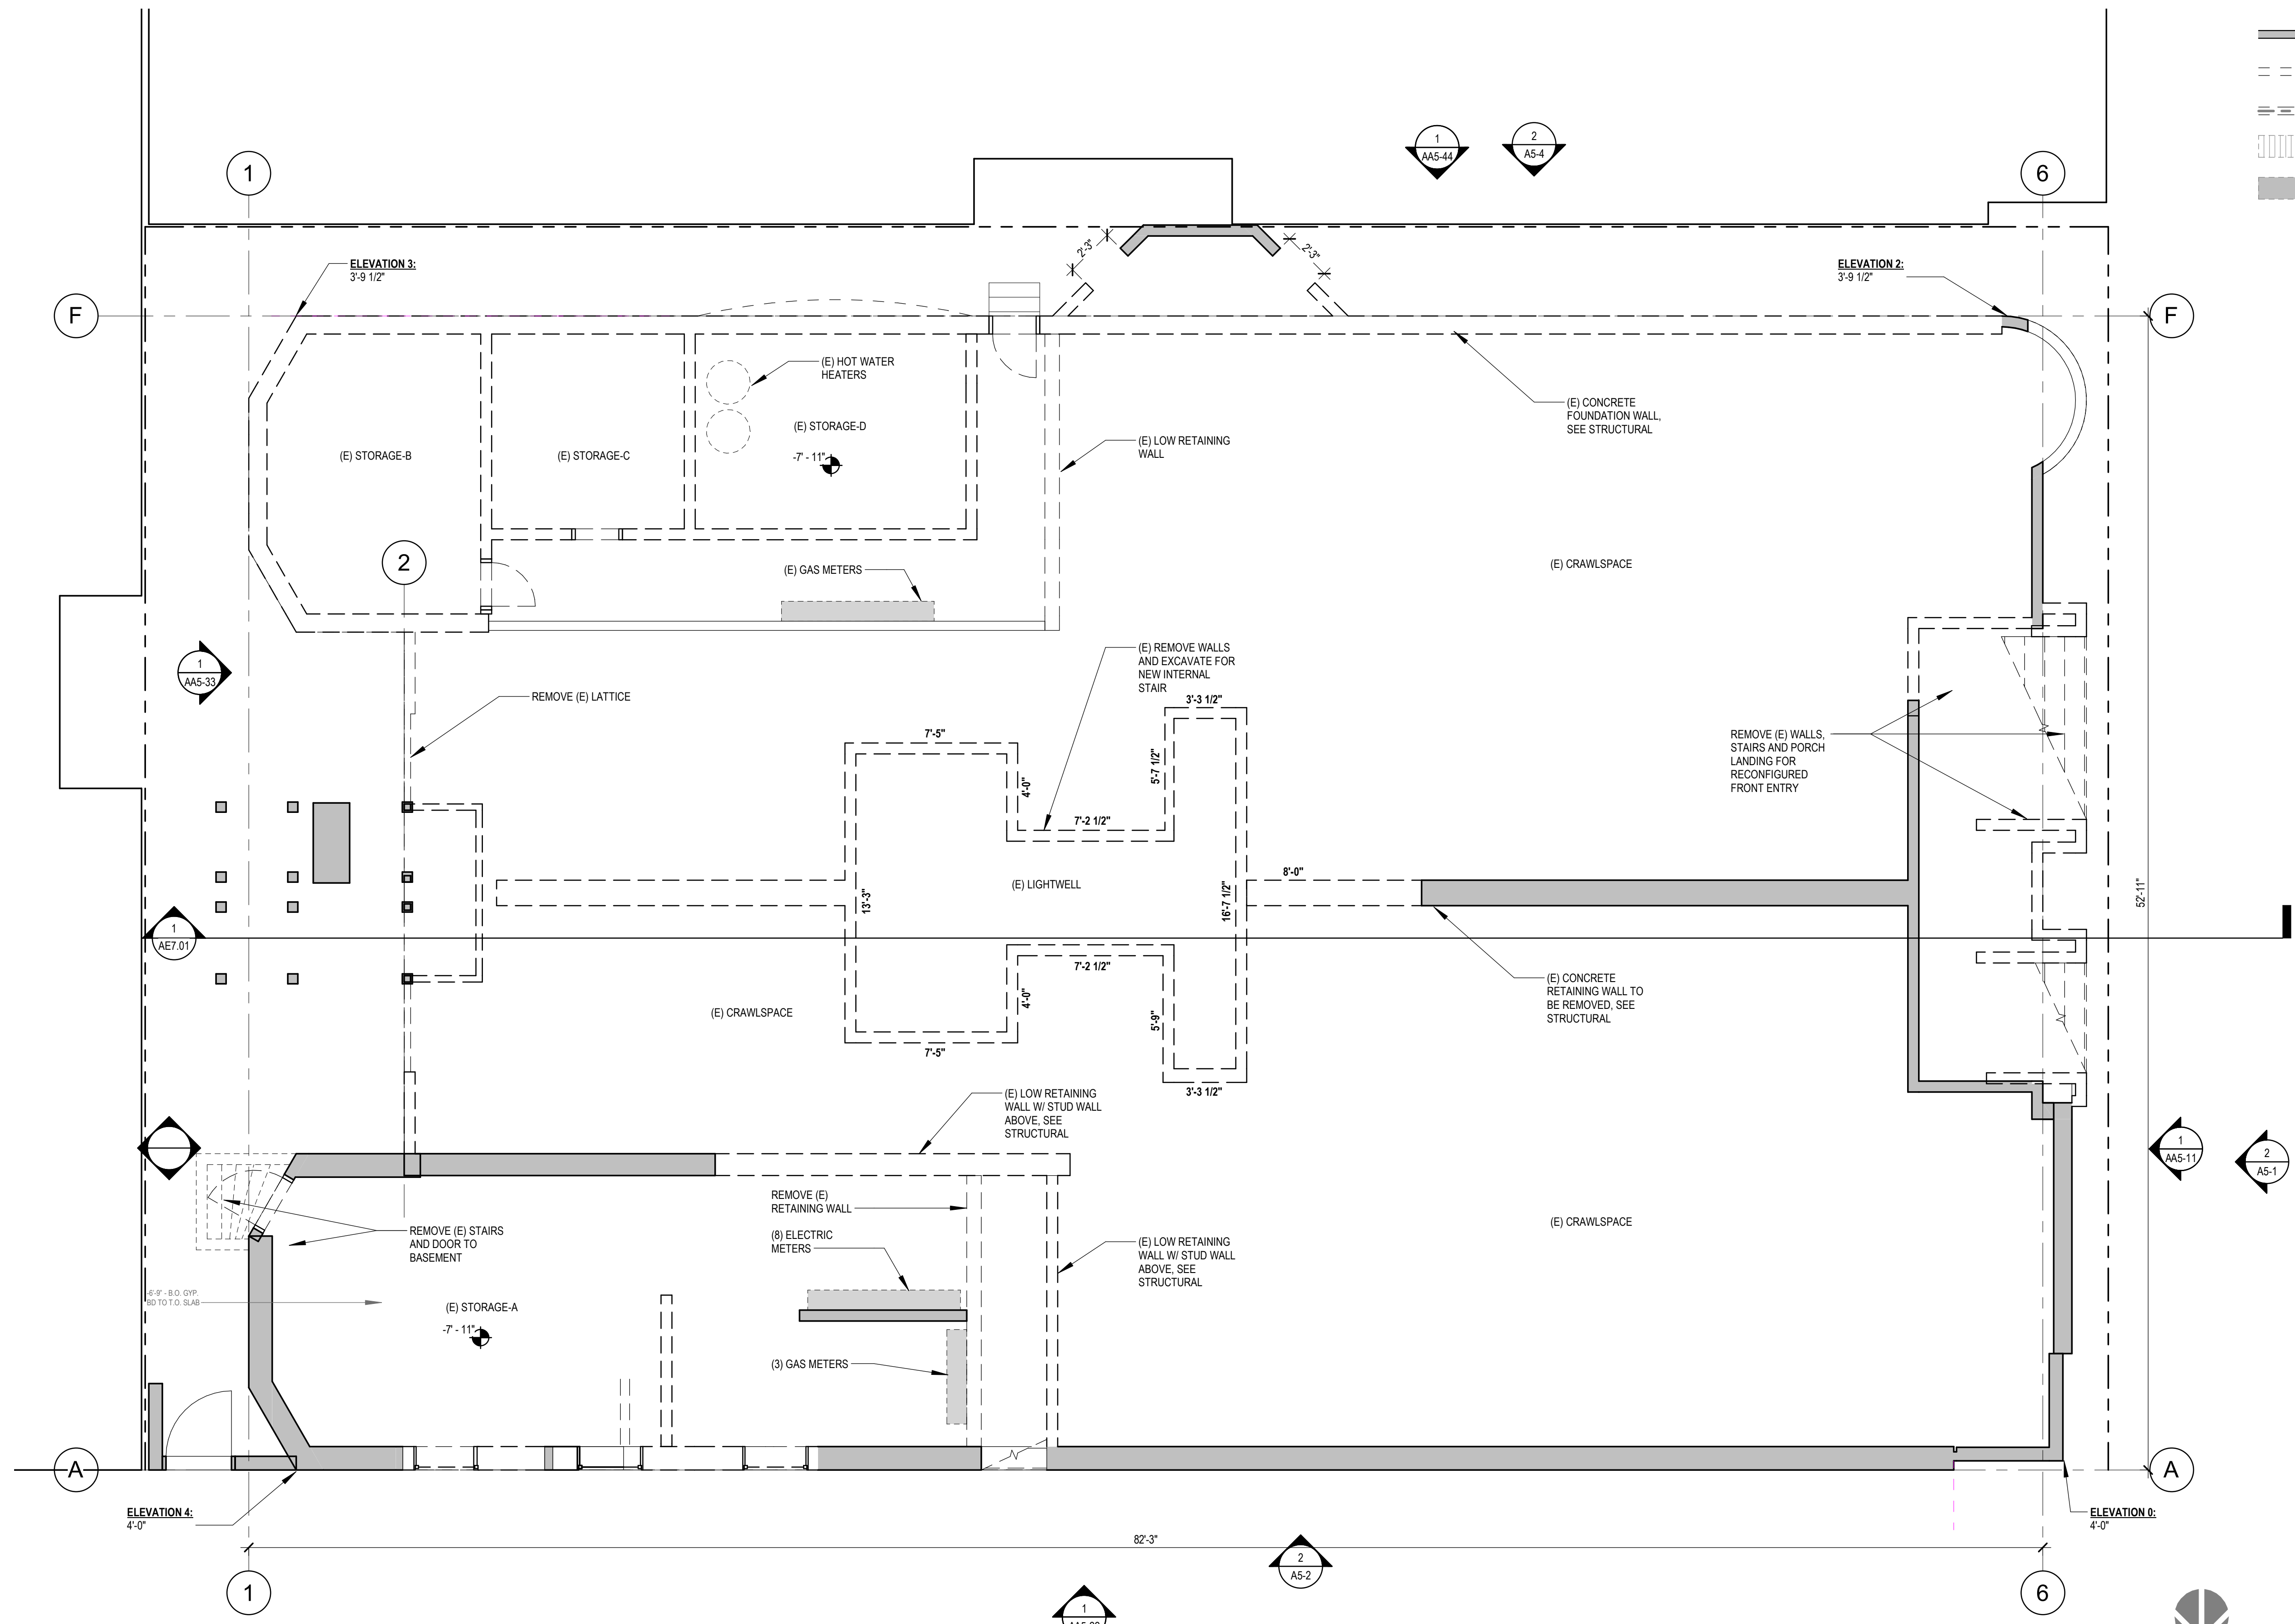 1
AA5-44
2
A5-4
1
6
ELEVATION 3:
3'-9 1/2"
2'-3"
2'-3"
ELEVATION 2:
3'-9 1/2"
F
F
(E) HOT WATER
HEATERS
(E) CONCRETE
FOUNDATION WALL,
SEE STRUCTURAL
(E) STORAGE-D
(E) LOW RETAINING
WALL
(E) STORAGE-B
(E) STORAGE-C
-7' - 11"
2
(E) GAS METERS
(E) CRAWLSPACE
1
AA5-33
(E) REMOVE WALLS
AND EXCAVATE FOR
NEW INTERNAL
STAIR
REMOVE (E) LATTICE
3'-3 1/2"
7'-5"
5'-7 1/2"
4'-0"
7'-2 1/2"
REMOVE (E) WALLS,
STAIRS AND PORCH
LANDING FOR
RECONFIGURED
FRONT ENTRY
8'-0"
(E) LIGHTWELL
13'-3"
16'-7 1/2"
52'-11"
1
AE7.01
7'-2 1/2"
4'-0"
5'-9"
(E) CONCRETE
RETAINING WALL TO
BE REMOVED, SEE
STRUCTURAL
(E) CRAWLSPACE
7'-5"
3'-3 1/2"
(E) LOW RETAINING
WALL W/ STUD WALL
ABOVE, SEE
STRUCTURAL
1
AA5-11
2
A5-1
REMOVE (E)
RETAINING WALL
REMOVE (E) STAIRS
AND DOOR TO
BASEMENT
(8) ELECTRIC
METERS
(E) LOW RETAINING
WALL W/ STUD WALL
ABOVE, SEE
STRUCTURAL
(E) CRAWLSPACE
-6'-9" - B.O. GYP.
BD TO T.O. SLAB
(E) STORAGE-A
-7' - 11"
(3) GAS METERS
A
A
ELEVATION 4:
4'-0"
ELEVATION 0:
4'-0"
82'-3"
2
A5-2
1
6
1